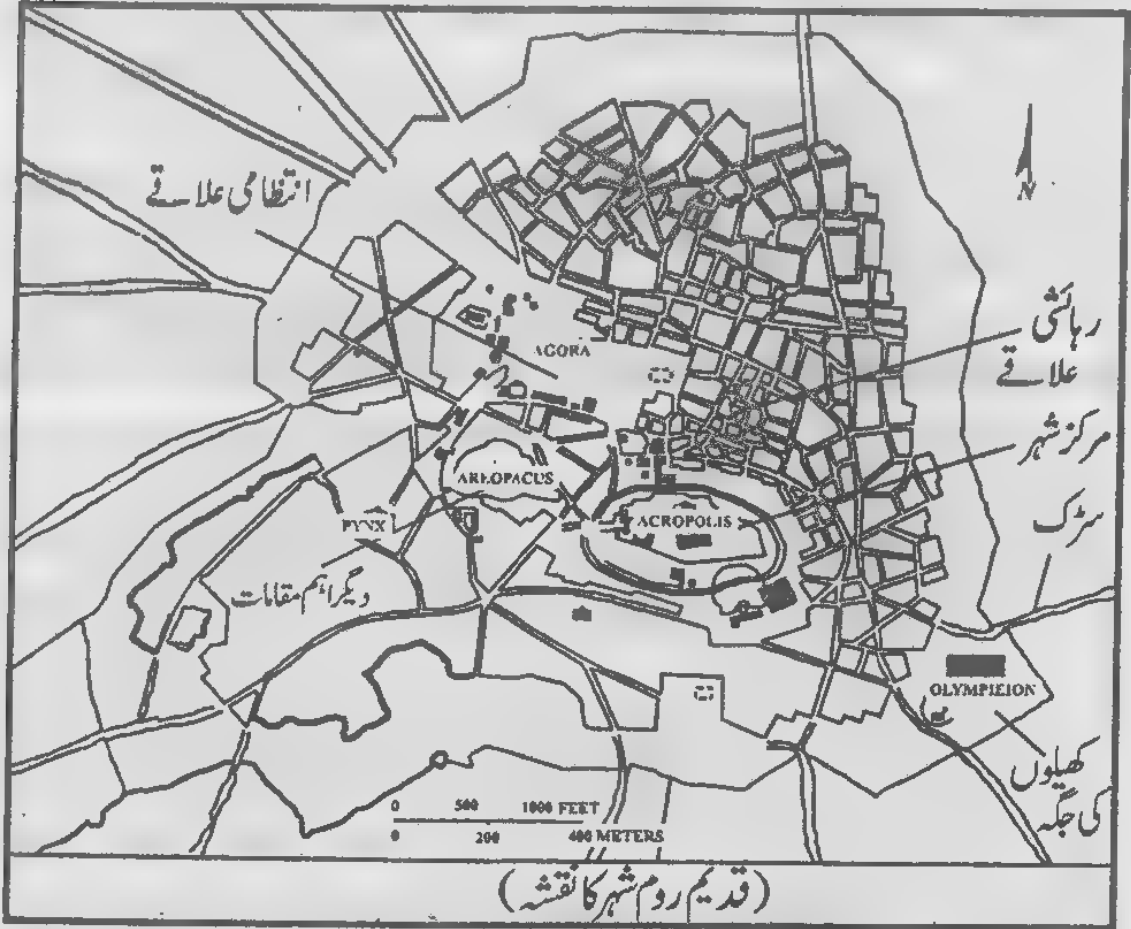 انتظامی علاقے
N
رہائشی
علاقے
AGORA
مرکز شہر
AREOPACUS
ACROPOLIS
PYNX
سڑک
دیگر اہم مقامات
OLYMPIEION
کھیلوں
کی جگہ
0 500 1000 FEET
0 200 400 METERS
(قدیم روم شہر کا نقشہ)